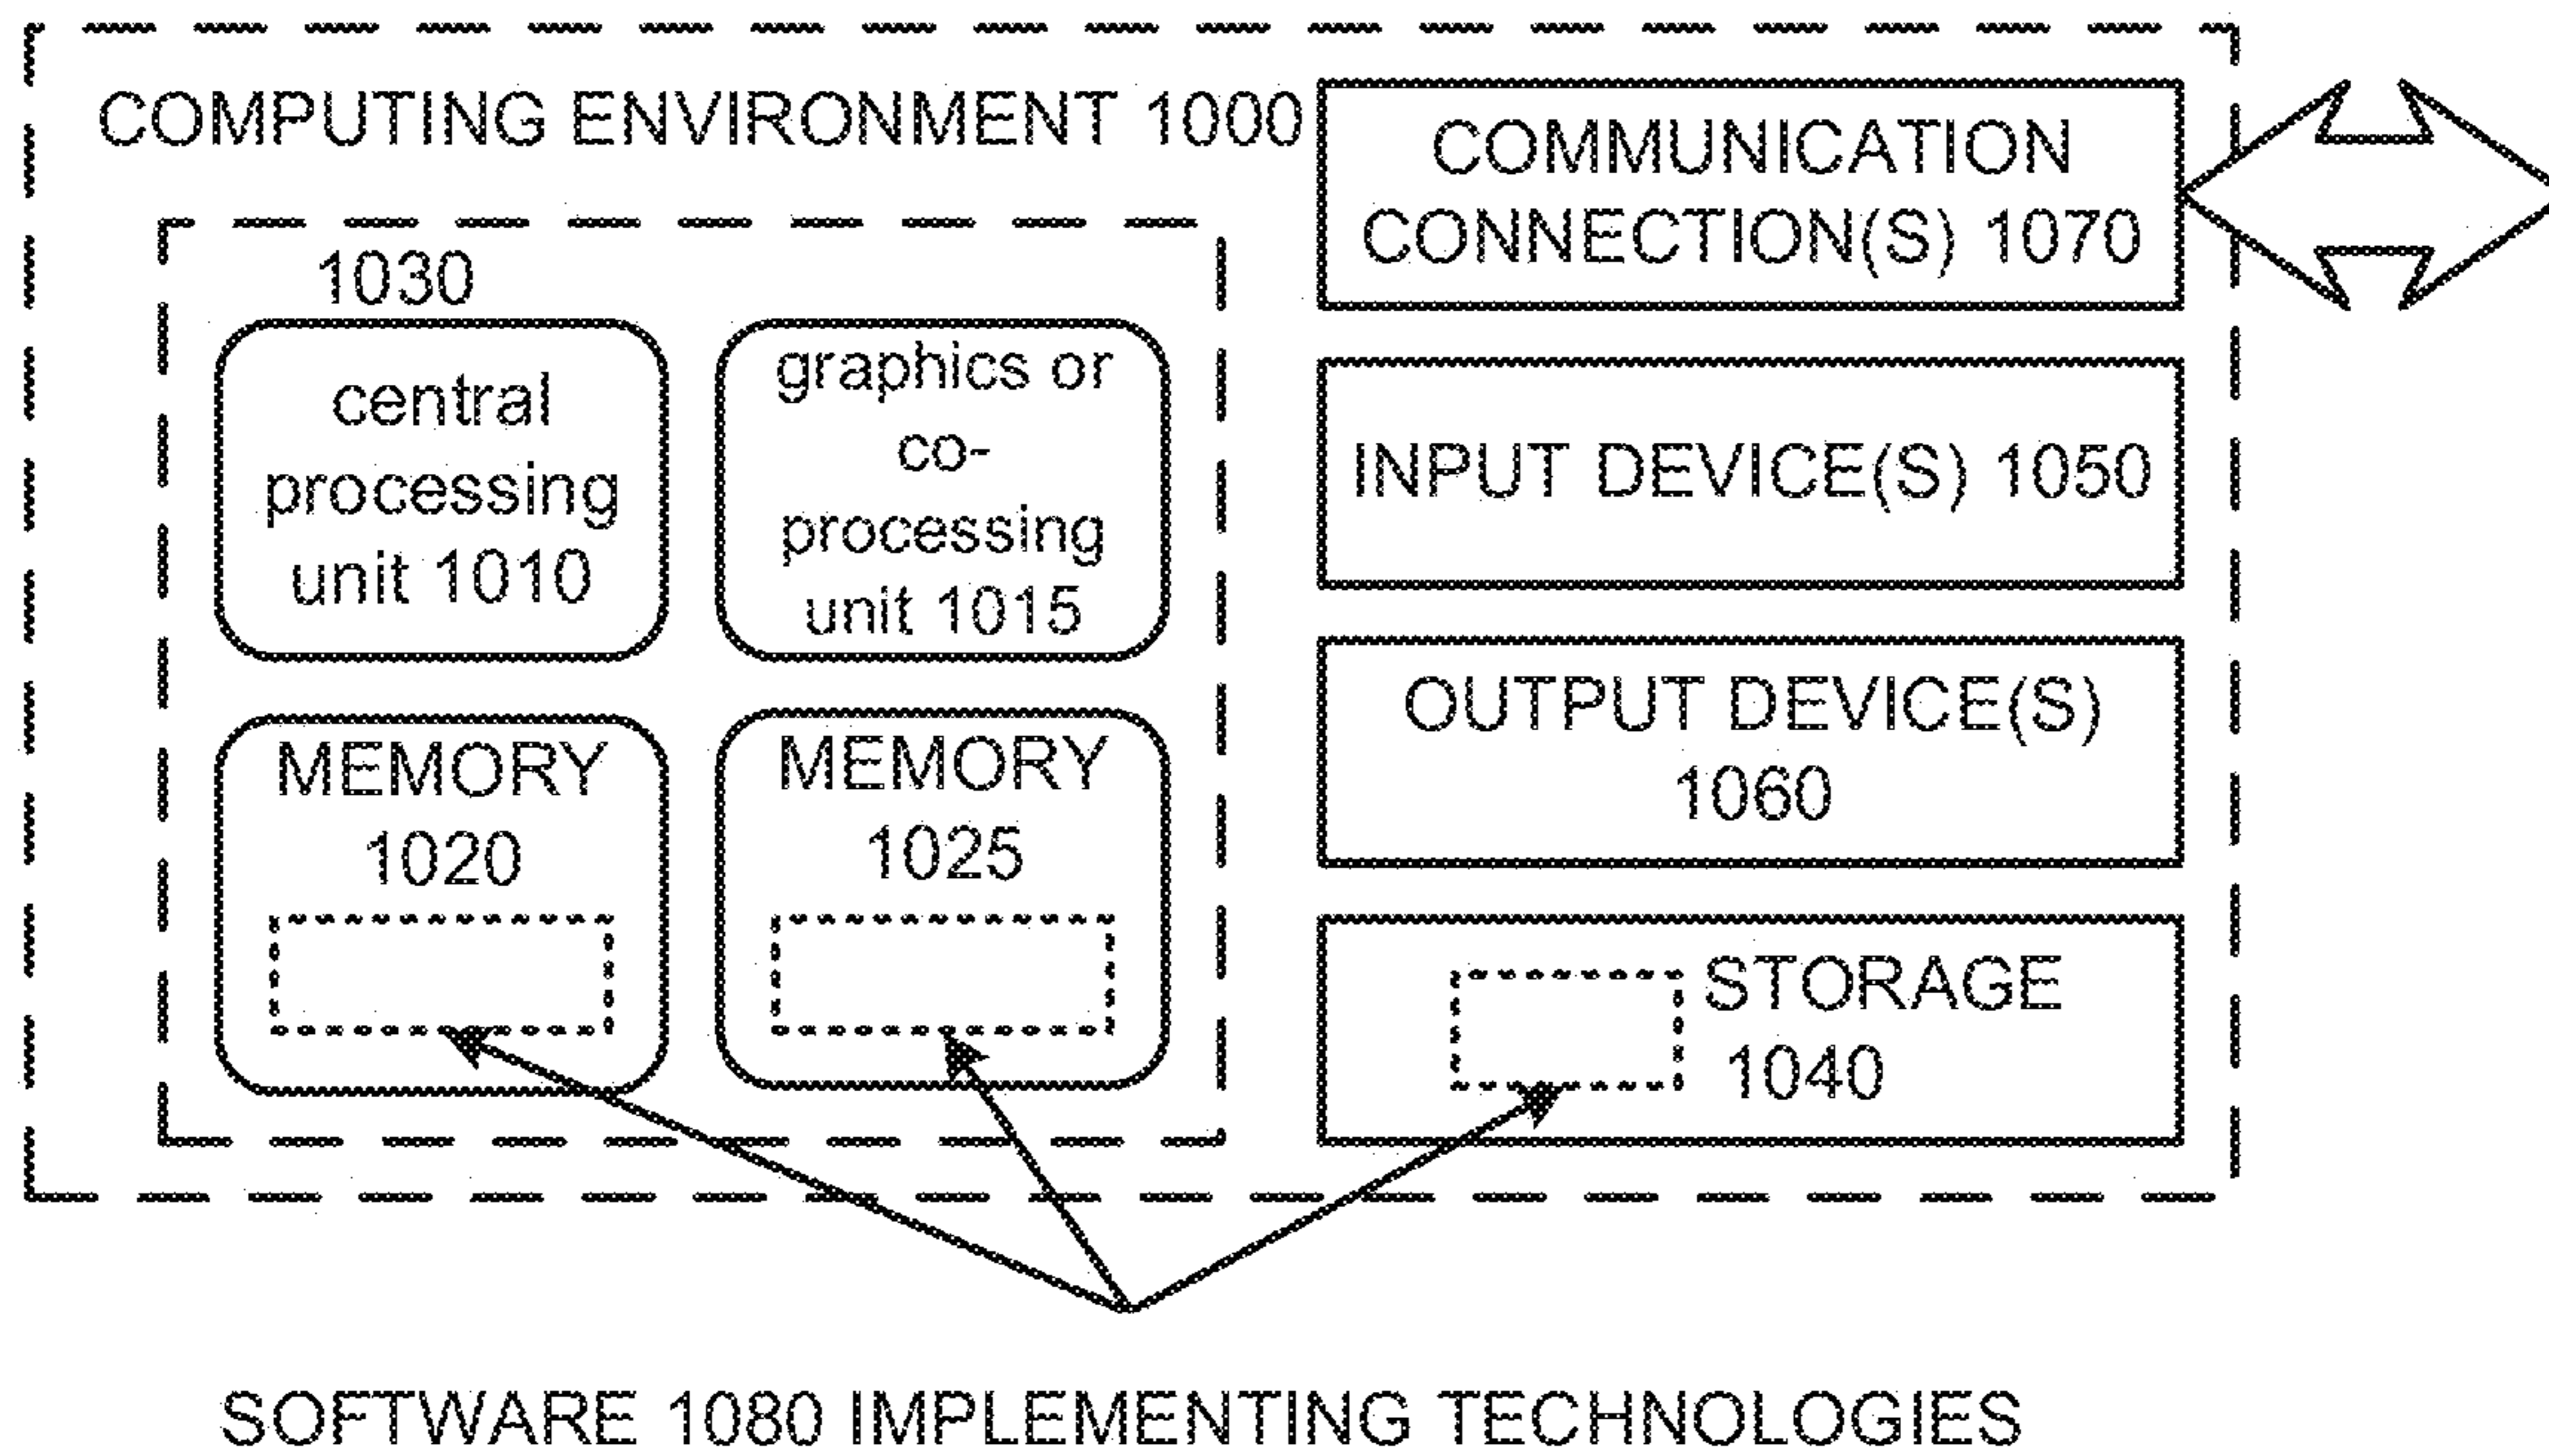 COMPUTING ENVIRONMENT 1000
1030
central
processing
unit 1010
graphics or
co-
processing
unit 1015
MEMORY
1020
MEMORY
1025
COMMUNICATION
CONNECTION(S) 1070
INPUT DEVICE(S) 1050
OUTPUT DEVICE(S)
1060
STORAGE
1040
SOFTWARE 1080 IMPLEMENTING TECHNOLOGIES